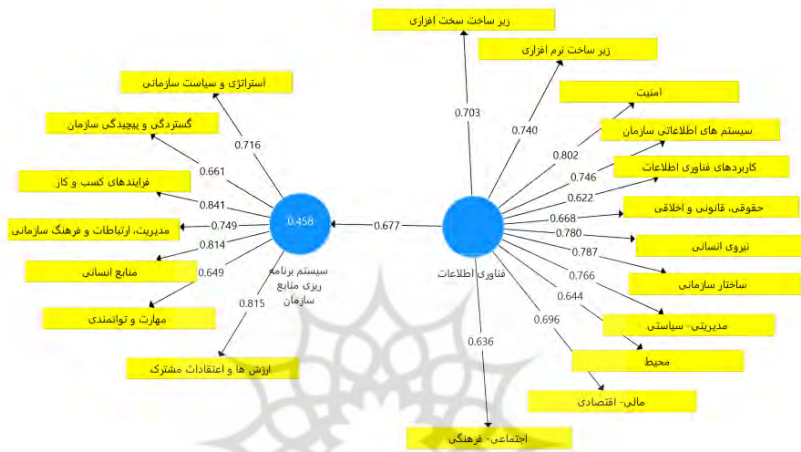 زیر ساخت سخت افزاری
زیر ساخت نرم افزاری
استراتژی و سیاست سازمانی
امنیت
0.703
0.740
گستردگی و پیچیدگی سازمان
0.716
0.802
سیستم های اطلاعاتی سازمان
0.746
0.661
کاربردهای فناوری اطلاعات
فرایندهای کسب و کار
0.622
0.841
0.458
0.677
0.668
حقوقی، قانونی و اخلاقی
مدیریت، ارتباطات و فرهنگ سازمانی
0.749
0.780
نیروی انسانی
0.814
منابع انسانی
0.649
سیستم برنامه
ریزی منابع
سازمان
فناوری اطلاعات
0.787
ساختار سازمانی
0.766
0.815
0.644
مهارت و توانمندی
مدیریتی- سیاستی
0.696
0.636
محیط
ارزش ها و اعتقادات مشترک
مالی- اقتصادی
اجتماعی- فرهنگی